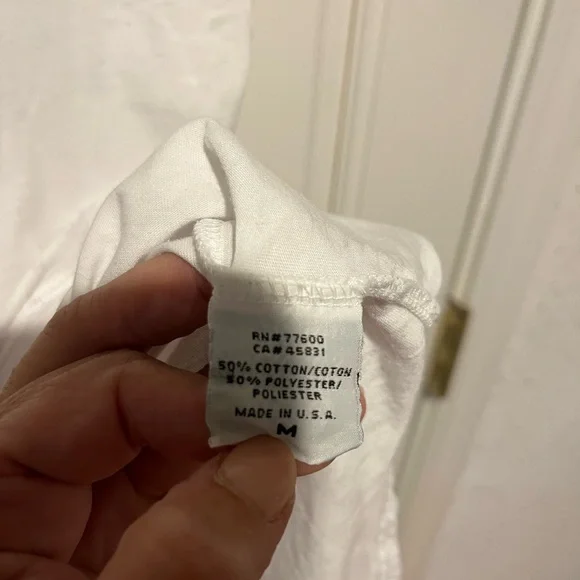 RN#77600
CA#45831
50% COTTON/COTON
50% POLYESTER/
POLIESTER
MADE IN U.S.A.
M